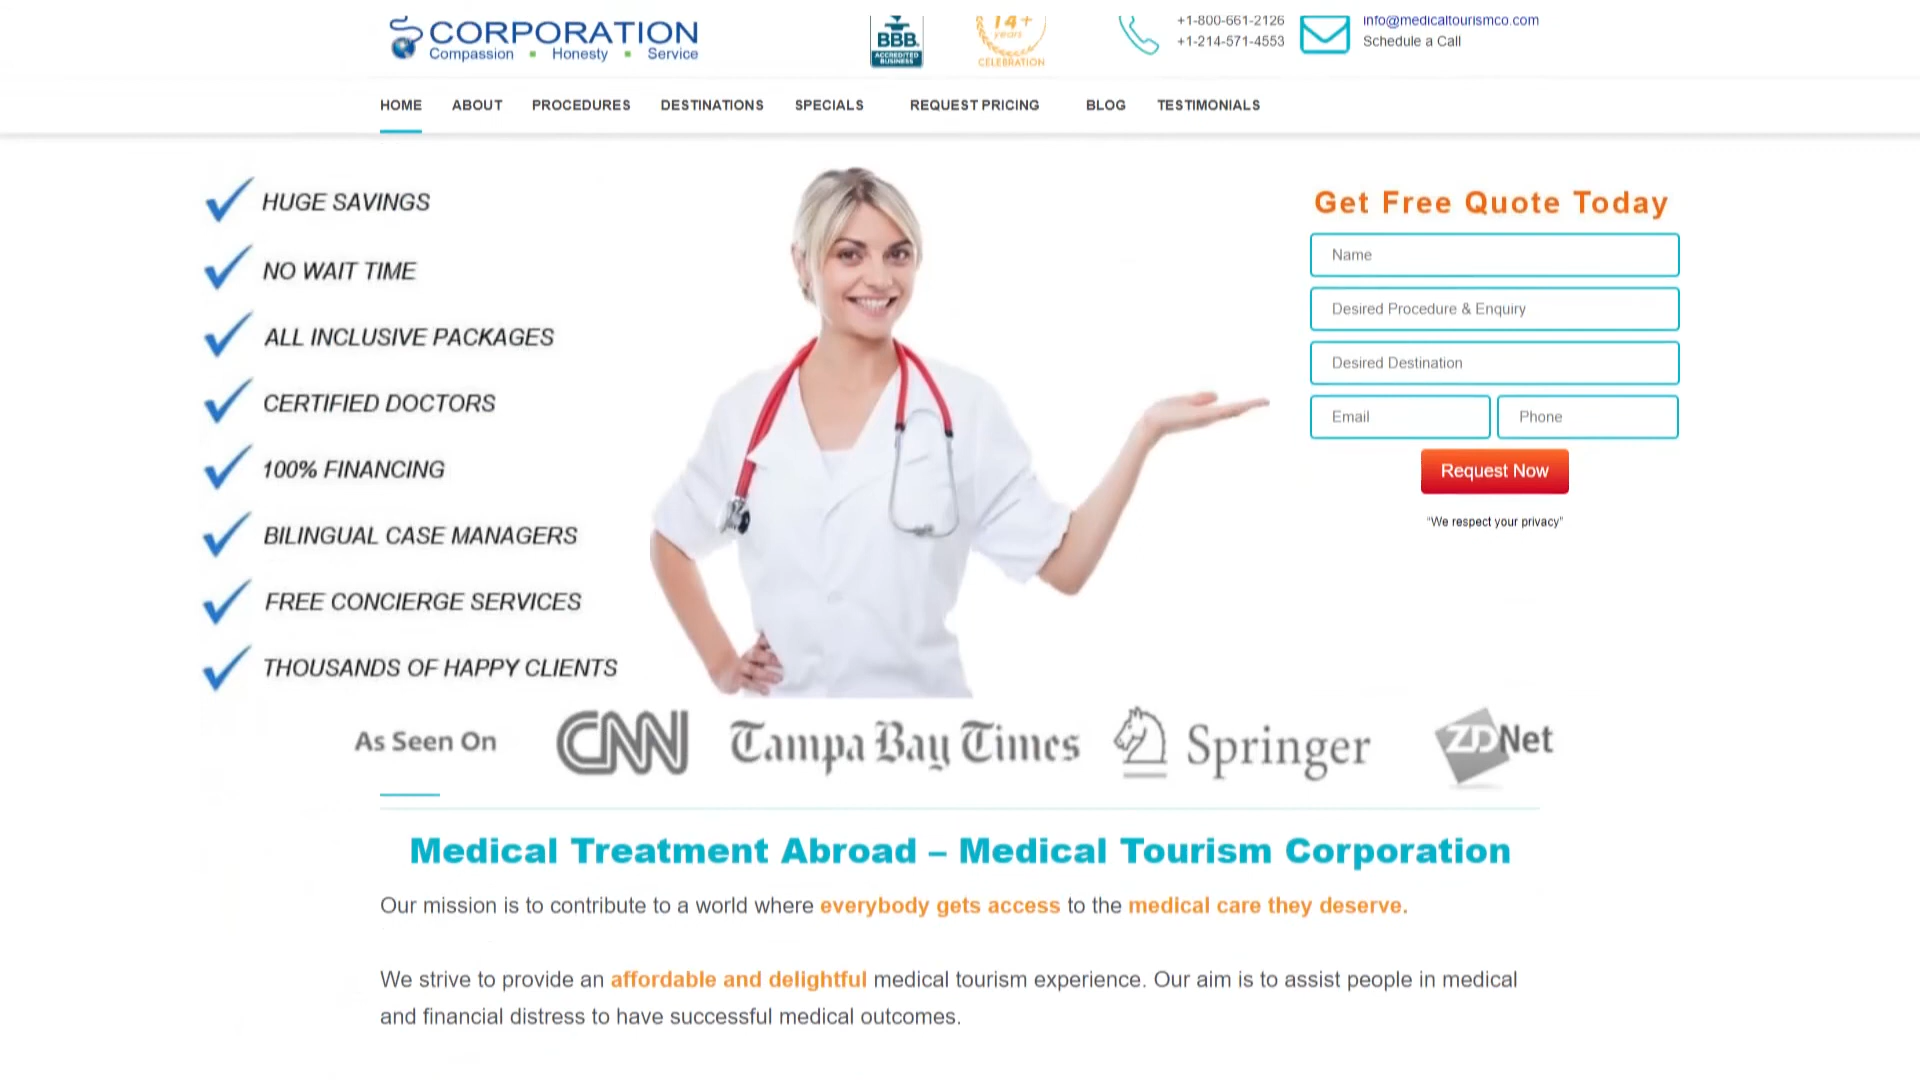 CORPORATION
Compassion ▪ Honesty ▪ Service
BBB
ACCREDITED
BUSINESS
14+
years
CELEBRATION
+1-800-661-2126
+1-214-571-4553
info@medicaltourismco.com
Schedule a Call
HOME ABOUT PROCEDURES DESTINATIONS SPECIALS REQUEST PRICING BLOG TESTIMONIALS
HUGE SAVINGS
NO WAIT TIME
ALL INCLUSIVE PACKAGES
CERTIFIED DOCTORS
100% FINANCING
BILINGUAL CASE MANAGERS
FREE CONCIERGE SERVICES
THOUSANDS OF HAPPY CLIENTS
Get Free Quote Today
Name
Desired Procedure & Enquiry
Desired Destination
Email Phone
Request Now
"We respect your privacy"
As Seen On CNN Tampa Bay Times Springer ZDNet
Medical Treatment Abroad – Medical Tourism Corporation
Our mission is to contribute to a world where everybody gets access to the medical care they deserve.
We strive to provide an affordable and delightful medical tourism experience. Our aim is to assist people in medical
and financial distress to have successful medical outcomes.